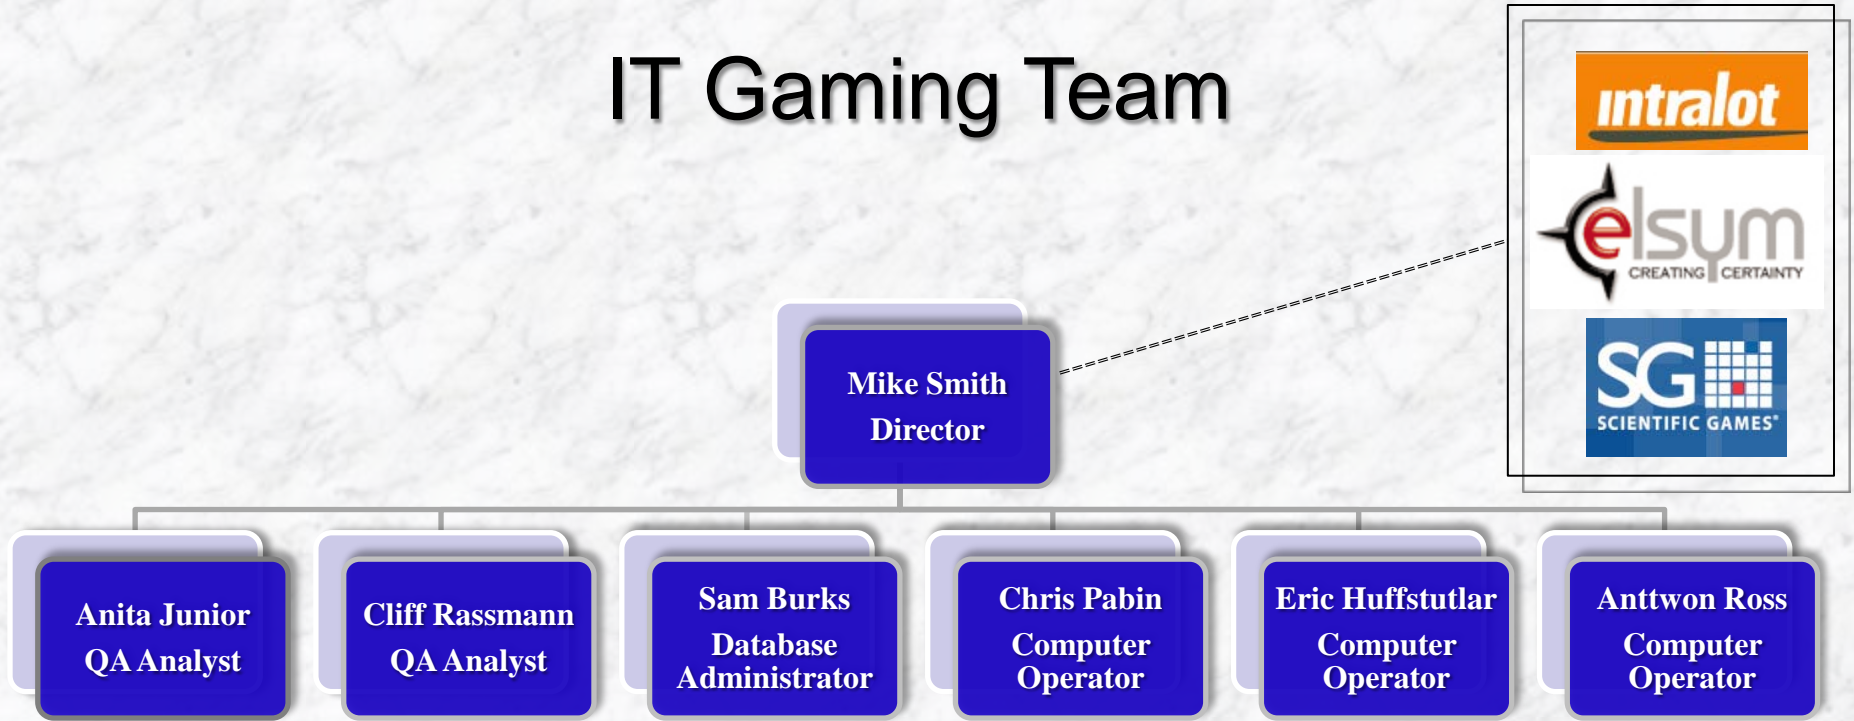 IT Gaming Team
intralot
elsym
CREATING CERTAINTY
SG
SCIENTIFIC GAMES®
Mike Smith
Director
Anita Junior
QA Analyst
Cliff Rassmann
QA Analyst
Sam Burks
Database
Administrator
Chris Pabin
Computer
Operator
Eric Huffstutlar
Computer
Operator
Anttwon Ross
Computer
Operator